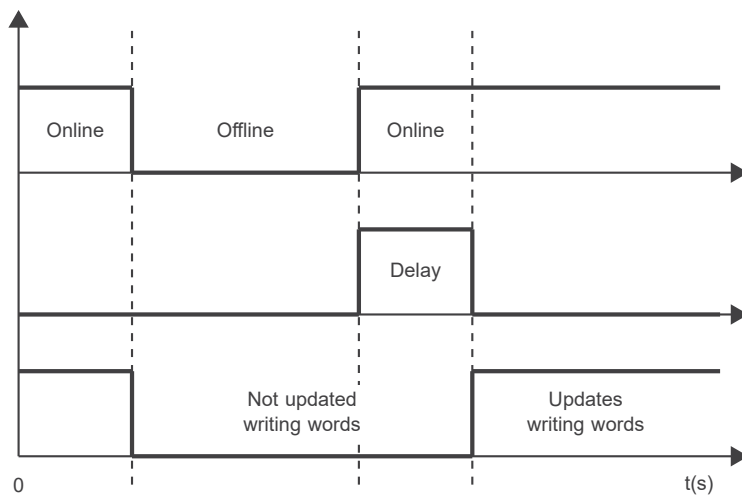 Online
Offline
Online
Delay
Not updated
writing words
Updates
writing words
0
t(s)